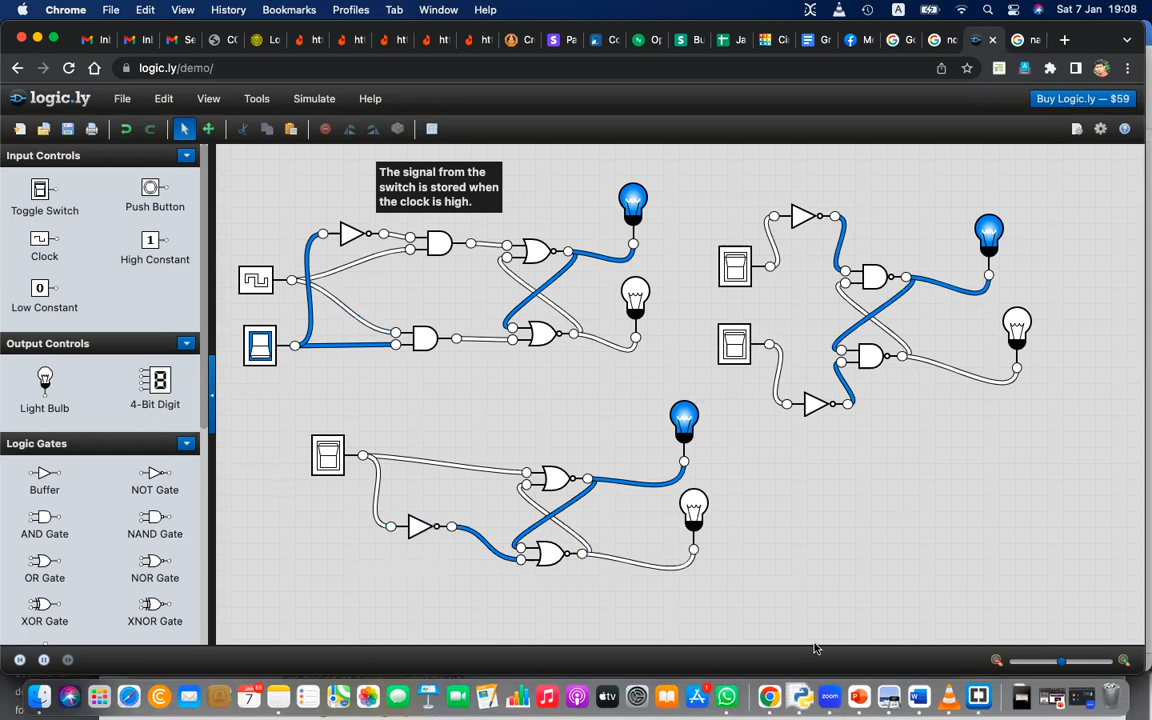 Chrome File Edit View History Bookmarks Profiles Tab Window Help
A
Sat 7 Jan 19:08
logic.ly/demo/
logic.ly File Edit View Tools Simulate Help
Buy Logic.ly — $59
Input Controls
Toggle Switch
Push Button
1
Clock
High Constant
0
Low Constant
Output Controls
8
Light Bulb
4-Bit Digit
Logic Gates
Buffer
NOT Gate
AND Gate
NAND Gate
OR Gate
NOR Gate
XOR Gate
XNOR Gate
The signal from the
switch is stored when
the clock is high.